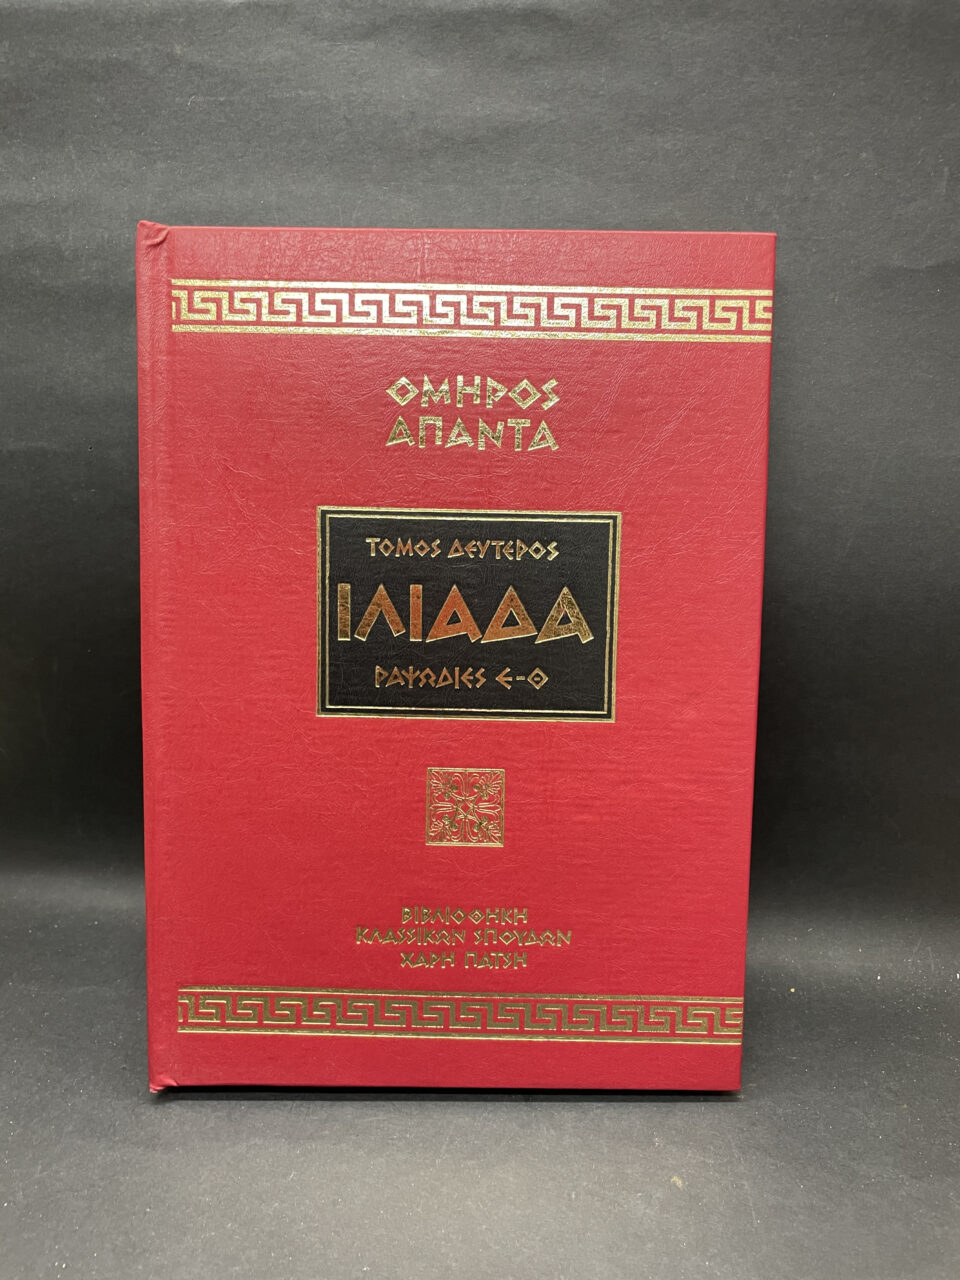 ΟΜΗΡΟΣ
ΑΠΑΝΤΑ
ΤΟΜΟΣ ΔΕΥΤΕΡΟΣ
ΙΛΙΑΔΑ
ΡΑΨΩΔΙΕΣ Ε-Θ
ΒΙΒΛΙΟΘΗΚΗ
ΚΛΑΣΣΙΚΩΝ ΣΠΟΥΔΩΝ
ΧΑΡΗ ΠΑΤΣΗ